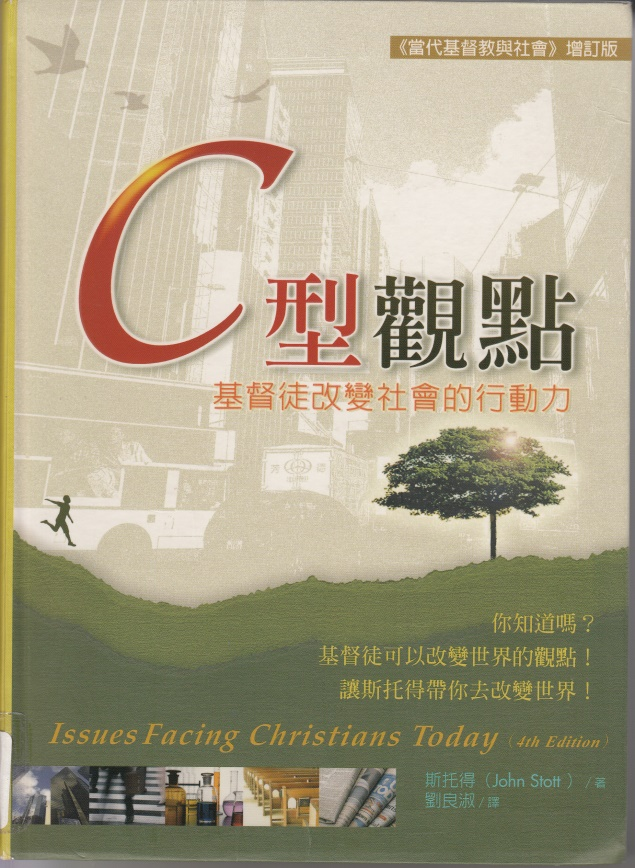 《當代基督教與社會》增訂版
C型觀點
基督徒改變社會的行動力
你知道嗎？
基督徒可以改變世界的觀點！
讓斯托得帶你去改變世界！
Issues Facing Christians Today (4th Edition)
斯托得（John Stott）/著
劉良淑/譯